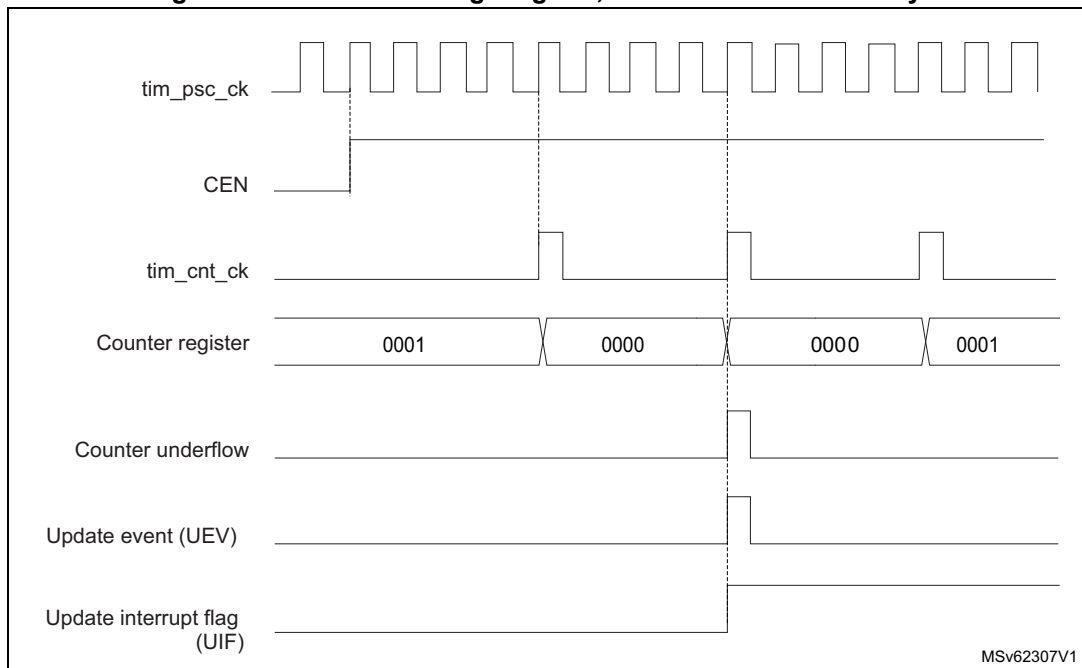 tim_psc_ck
CEN
tim_cnt_ck
Counter register
0001
0000
0000
0001
Counter underflow
Update event (UEV)
Update interrupt flag
(UIF)
MSv62307V1